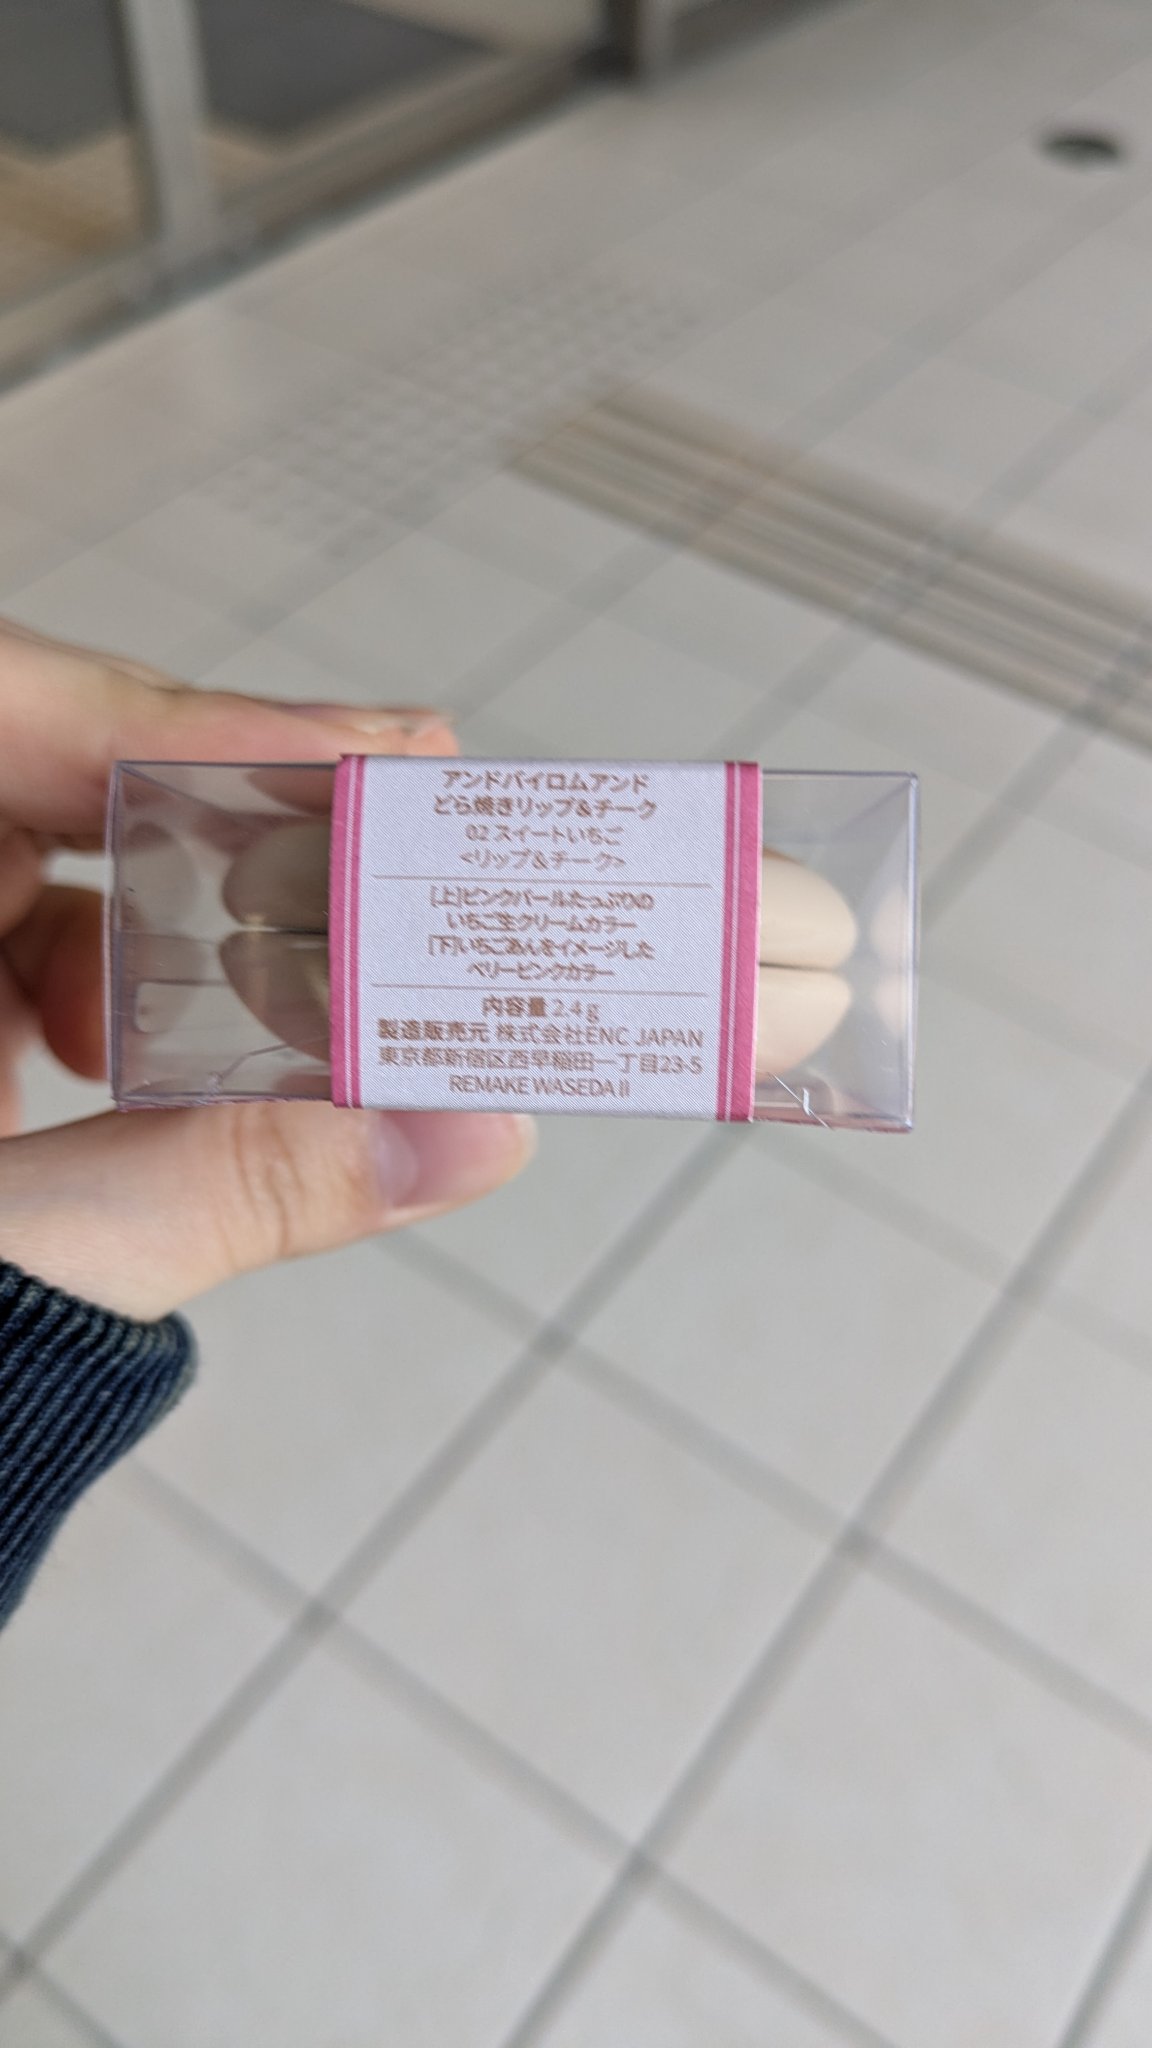 アンドバイロムアンド
どら焼きリップ&チーク
02 スイートいちご
<リップ&チーク>
[上]ピンクパールたっぷりの
いちご生クリームカラー
[下]いちごあんをイメージした
ベリーピンクカラー
内容量 2.4 g
製造販売元 株式会社ENC JAPAN
東京都新宿区西早稲田一丁目23-5
REMAKE WASEDA II